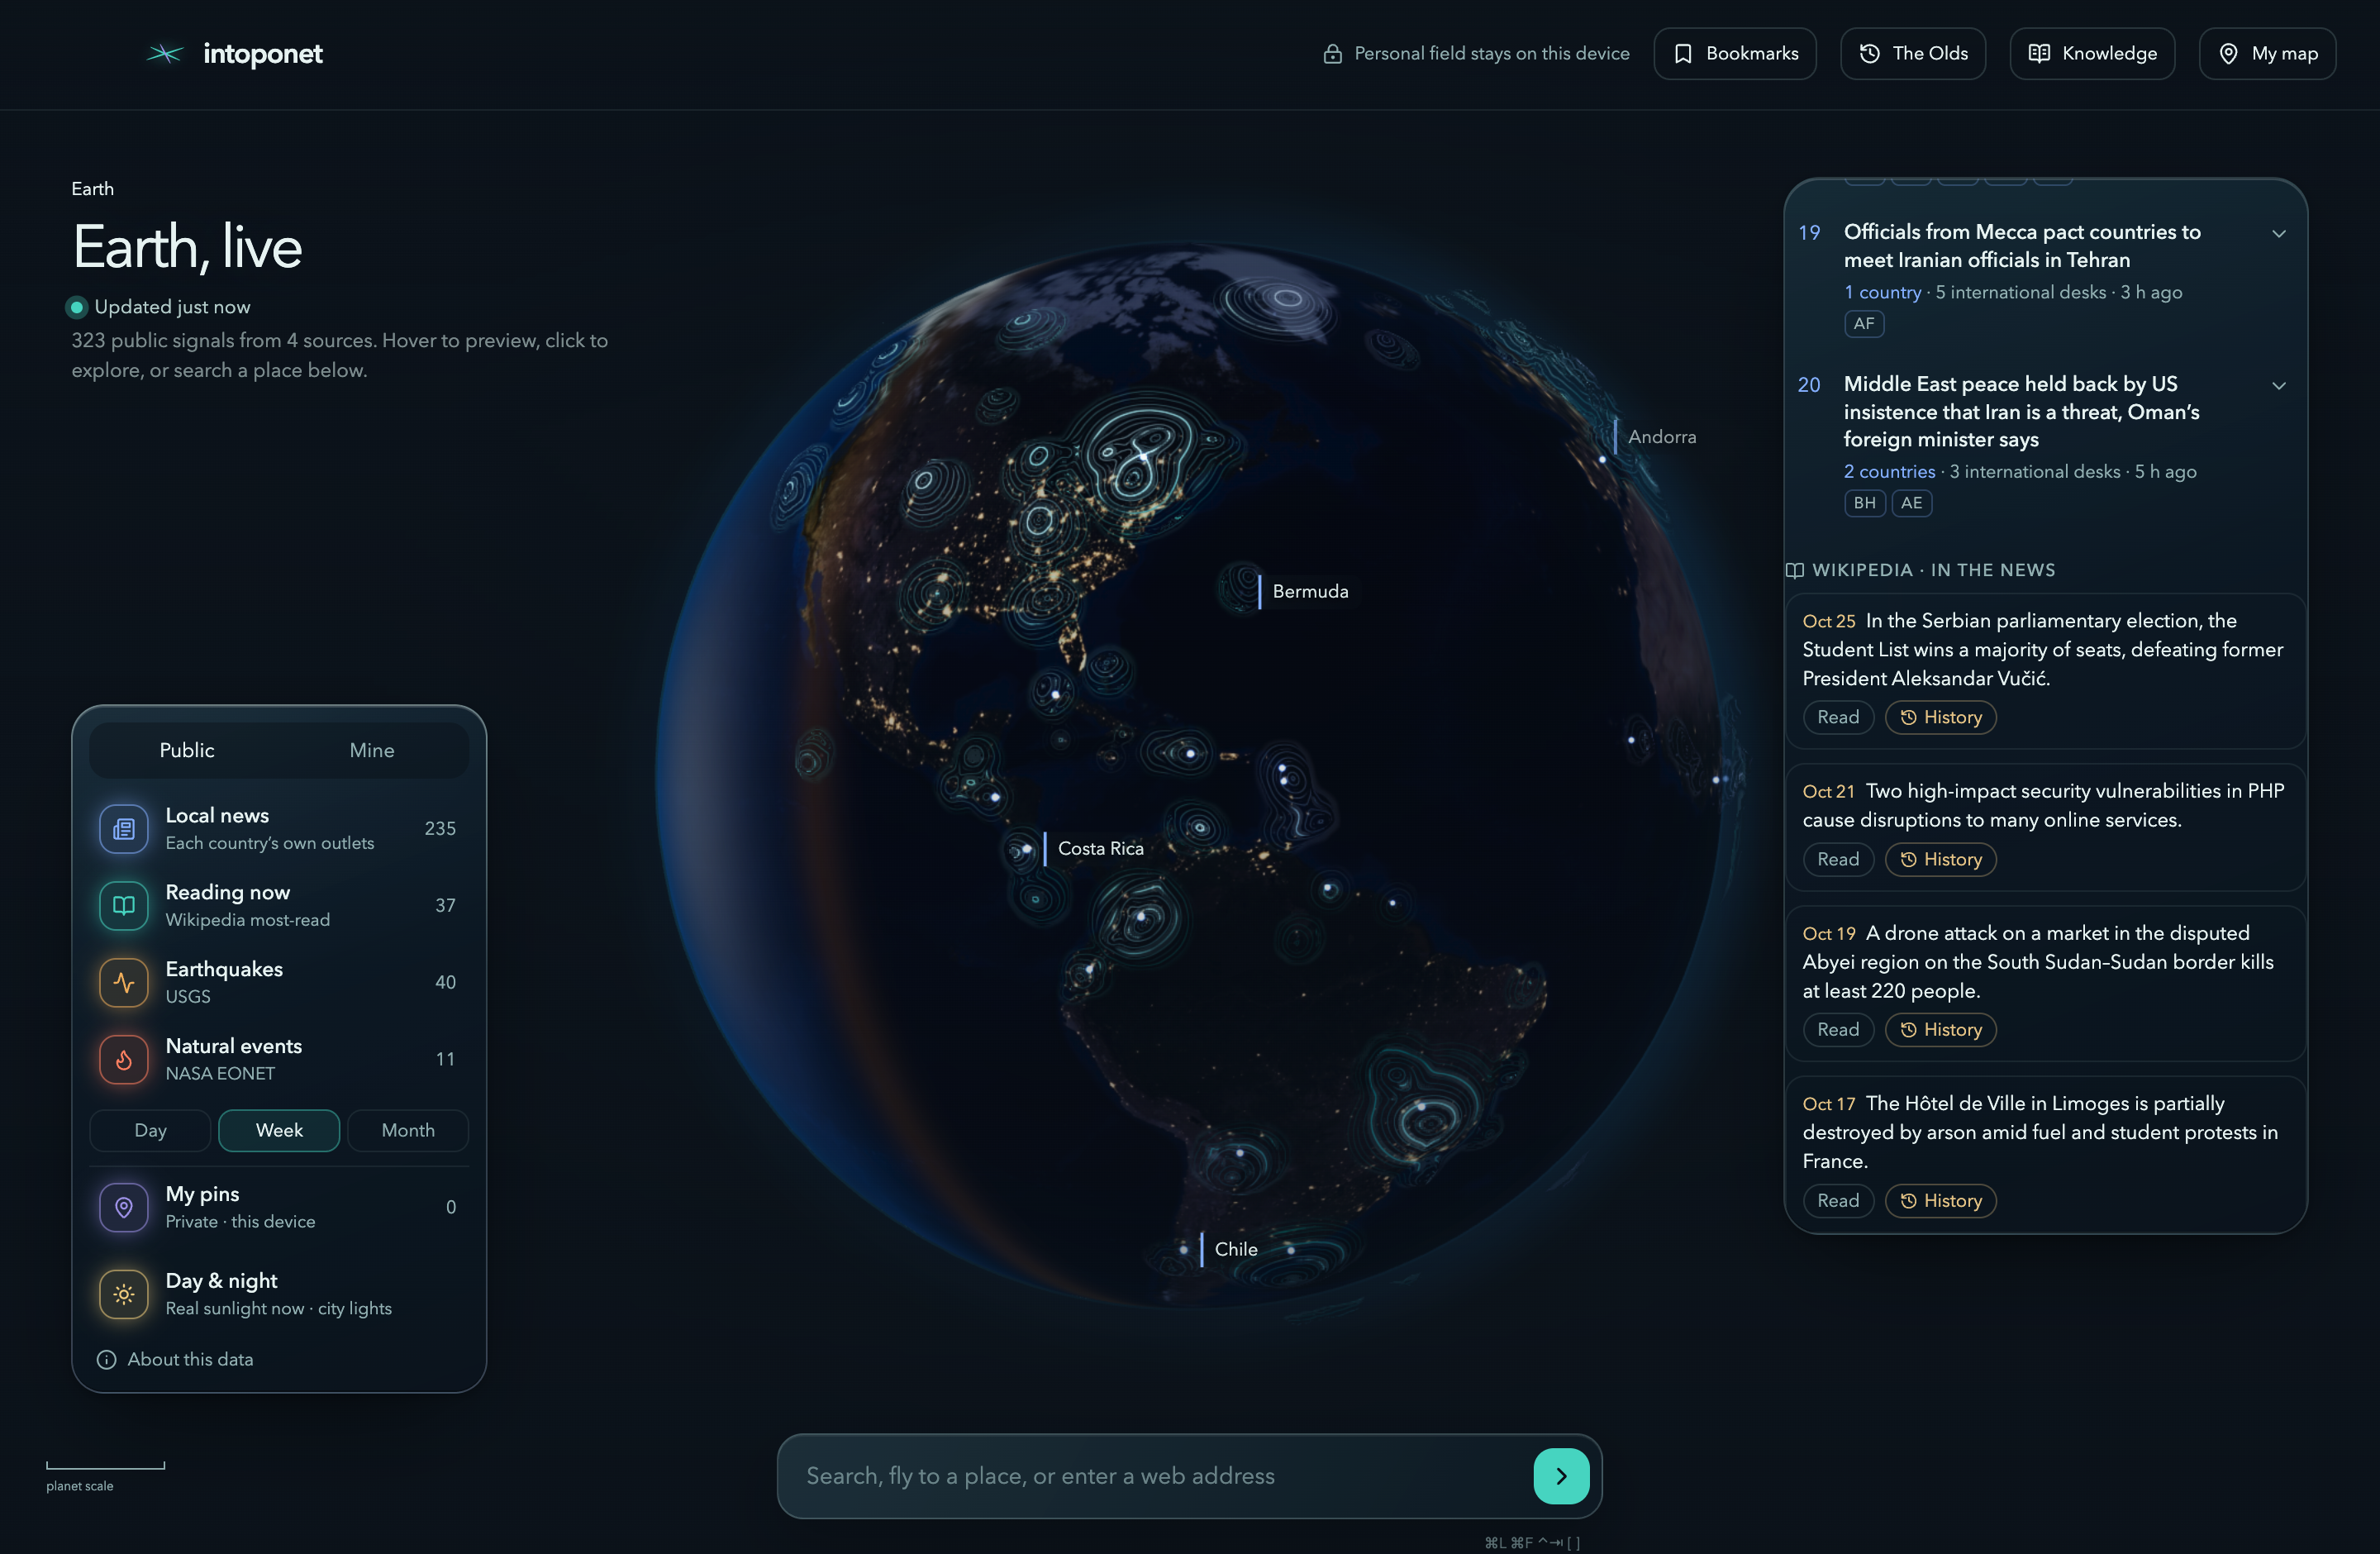 intoponet
Personal field stays on this device
Bookmarks
The Olds
Knowledge
My map
Earth
Earth, live
Updated just now
323 public signals from 4 sources. Hover to preview, click to
explore, or search a place below.
Public
Mine
Local news
Each country’s own outlets
235
Reading now
Wikipedia most-read
37
Earthquakes
USGS
40
Natural events
NASA EONET
11
Day
Week
Month
My pins
Private · this device
0
Day & night
Real sunlight now · city lights
About this data
planet scale
Andorra
Bermuda
Costa Rica
Chile
19
Officials from Mecca pact countries to
meet Iranian officials in Tehran
1 country · 5 international desks · 3 h ago
AF
20
Middle East peace held back by US
insistence that Iran is a threat, Oman’s
foreign minister says
2 countries · 3 international desks · 5 h ago
BH AE
WIKIPEDIA · IN THE NEWS
Oct 25 In the Serbian parliamentary election, the
Student List wins a majority of seats, defeating former
President Aleksandar Vučić.
Read History
Oct 21 Two high-impact security vulnerabilities in PHP
cause disruptions to many online services.
Read History
Oct 19 A drone attack on a market in the disputed
Abyei region on the South Sudan–Sudan border kills
at least 220 people.
Read History
Oct 17 The Hôtel de Ville in Limoges is partially
destroyed by arson amid fuel and student protests in
France.
Read History
Search, fly to a place, or enter a web address
⌘L ⌘F ^⇥ [ ]